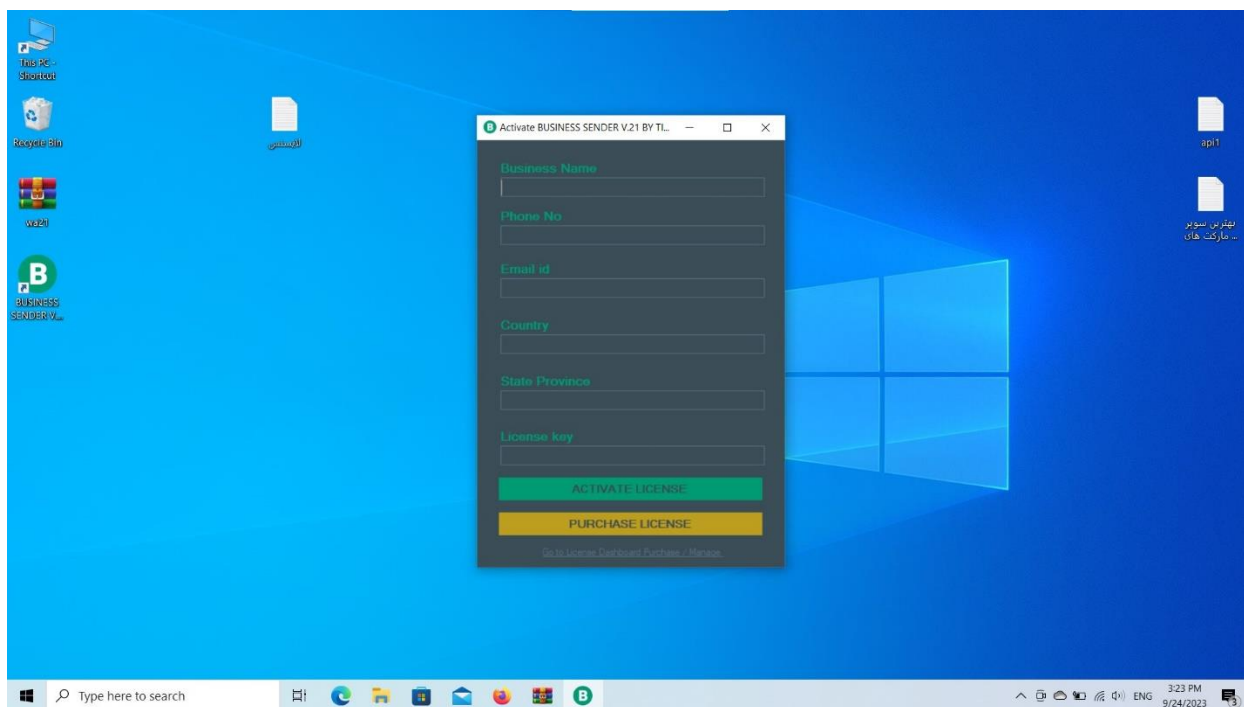 This PC -
Shortcut
Recycle Bin
wa21
BUSINESS
SENDER V...
لایسنس
Activate BUSINESS SENDER V.21 BY TI...
Business Name
Phone No
Email id
Country
State Province
License key
ACTIVATE LICENSE
PURCHASE LICENSE
Go to License Dashboard Purchase / Manage
api1
بهترین سوپر
مارکت های ...
Type here to search
ENG
3:23 PM
9/24/2023
3